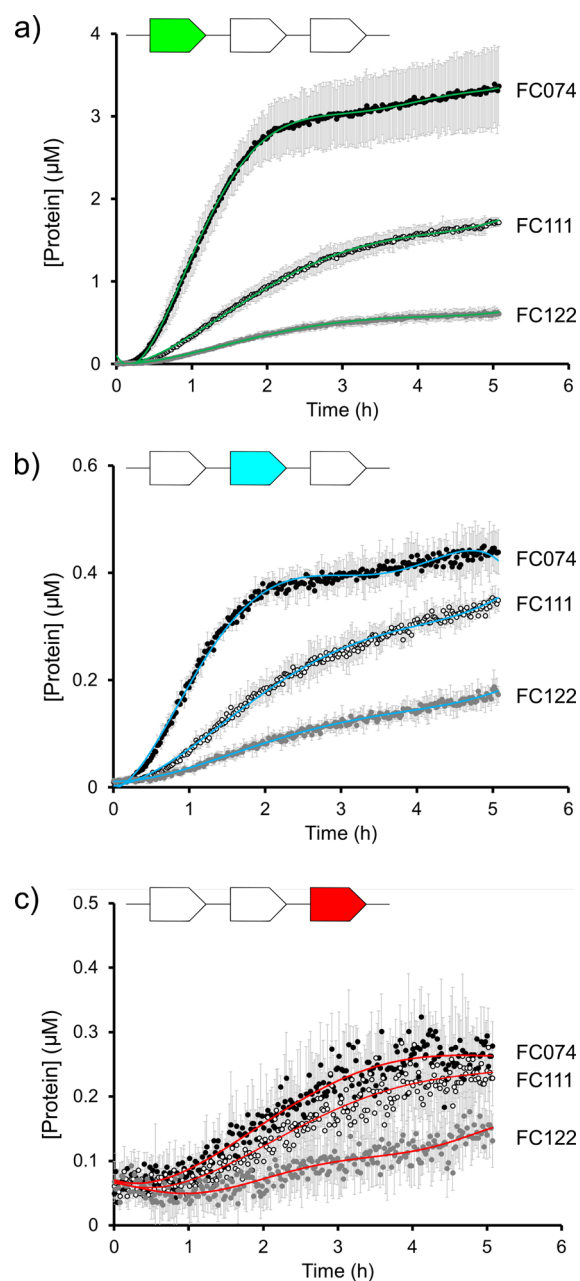 a)
4
3
2
1
0
[Protein] (μM)
FC074
FC111
FC122
0 1 2 3 4 5 6
Time (h)
b)
0.6
0.4
0.2
0
[Protein] (μM)
FC074
FC111
FC122
0 1 2 3 4 5 6
Time (h)
c)
0.5
0.4
0.3
0.2
0.1
0
[Protein] (μM)
FC074
FC111
FC122
0 1 2 3 4 5 6
Time (h)